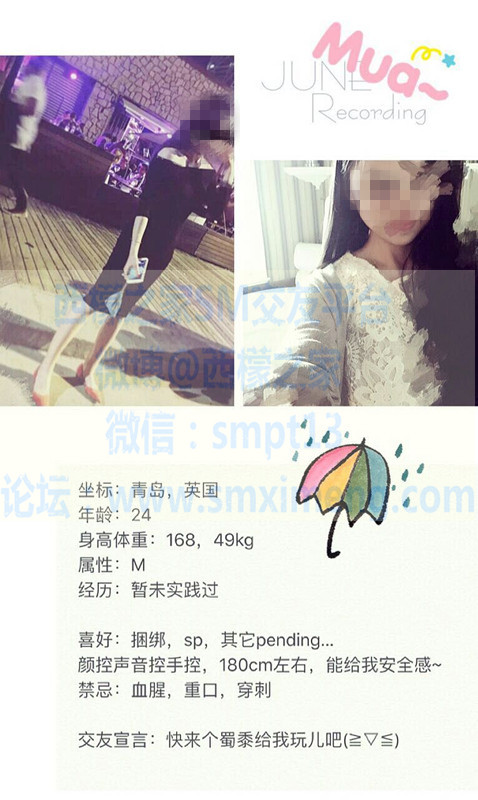 Mua~
JUNE
Recording
西檬之家SM交友平台
微博@西檬之家
微信：smpt13
论坛 www.smximeng.com
坐标：青岛，英国
年龄：24
身高体重：168，49kg
属性：M
经历：暂未实践过
喜好：捆绑，sp，其它pending...
颜控声音控手控，180cm左右，能给我安全感~
禁忌：血腥，重口，穿刺
交友宣言：快来个蜀黍给我玩儿吧(≧▽≦)